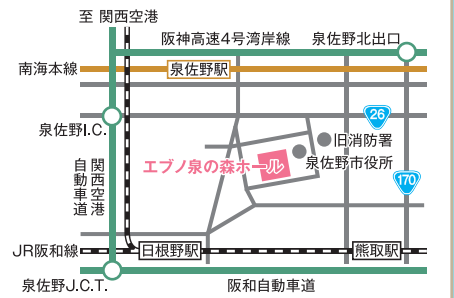 至 関西空港
阪神高速4号湾岸線
泉佐野北出口
南海本線
泉佐野駅
26
泉佐野I.C.
旧消防署
エブノ泉の森ホール
泉佐野市役所
関西空港
自動車道
170
JR阪和線
日根野駅
熊取駅
泉佐野J.C.T.
阪和自動車道